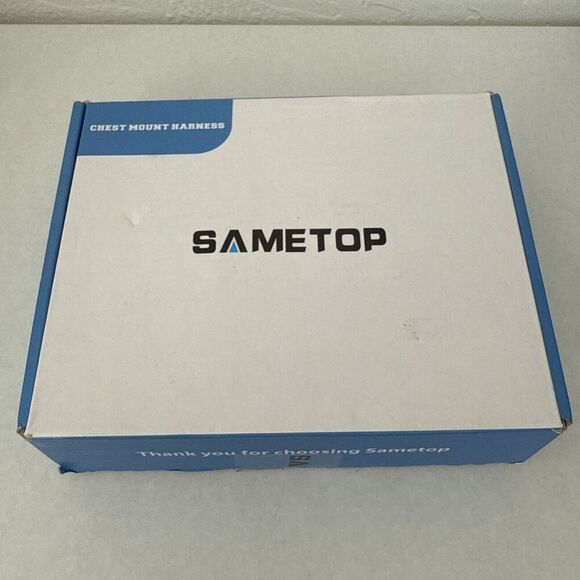 CHEST MOUNT HARNESS
SAMETOP
Thank you for choosing Sametop